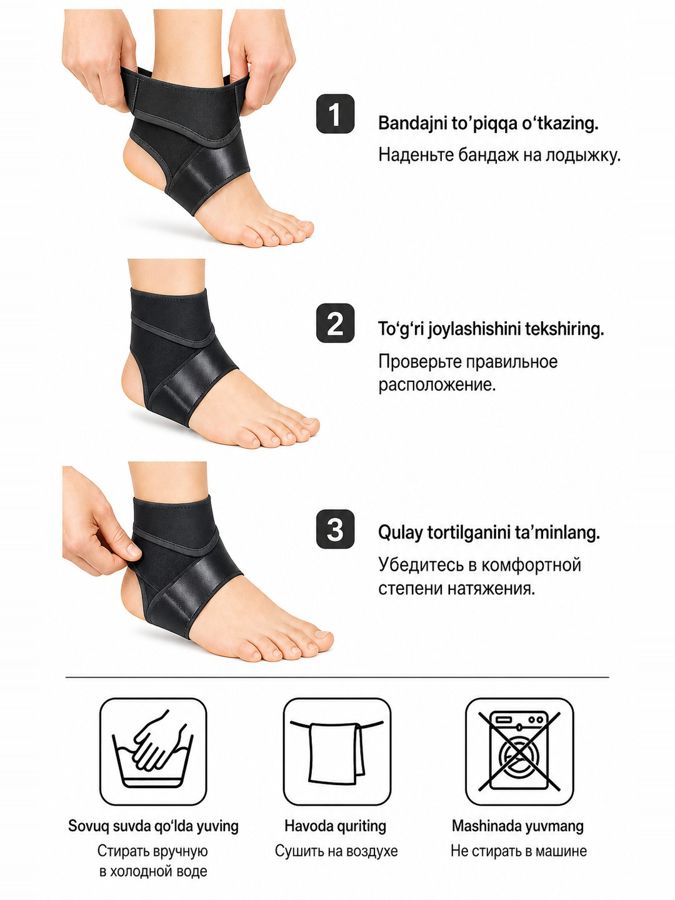 1
Bandajni to’piqqa o‘tkazing.
Наденьте бандаж на лодыжку.
2
To‘g‘ri joylashishini tekshiring.
Проверьте правильное
расположение.
3
Qulay tortilganini ta’minlang.
Убедитесь в комфортной
степени натяжения.
Sovuq suvda qo‘lda yuving
Стирать вручную
в холодной воде
Havoda quriting
Сушить на воздухе
Mashinada yuvmang
Не стирать в машине